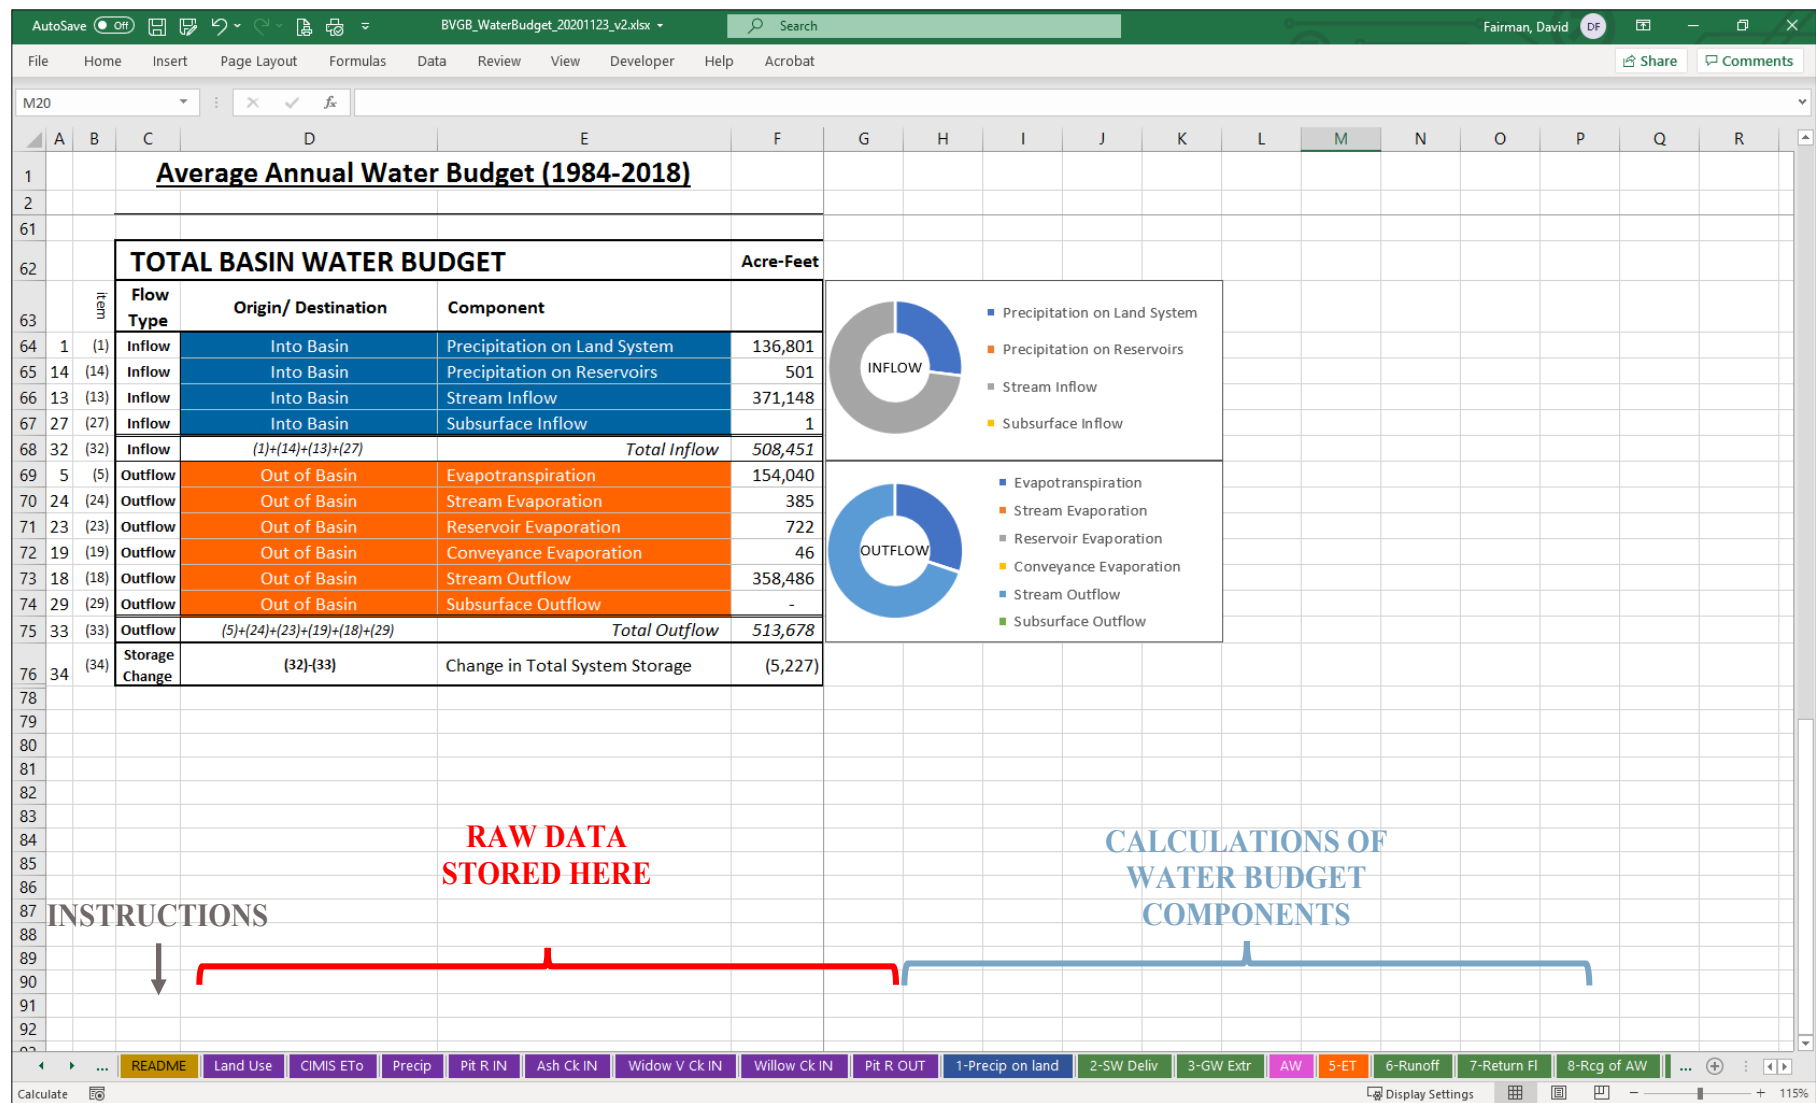 AutoSave Off BVGB_WaterBudget_20201123_v2.xlsx Search Fairman, David DF
File Home Insert Page Layout Formulas Data Review View Developer Help Acrobat Share Comments
M20 fx
A B C D E F G H I J K L M N O P Q R
1 Average Annual Water Budget (1984-2018)
2
61
62 TOTAL BASIN WATER BUDGET Acre-Feet
63 item Flow Type Origin/ Destination Component
64 1 (1) Inflow Into Basin Precipitation on Land System 136,801
65 14 (14) Inflow Into Basin Precipitation on Reservoirs 501
66 13 (13) Inflow Into Basin Stream Inflow 371,148
67 27 (27) Inflow Into Basin Subsurface Inflow 1
68 32 (32) Inflow (1)+(14)+(13)+(27) Total Inflow 508,451
69 5 (5) Outflow Out of Basin Evapotranspiration 154,040
70 24 (24) Outflow Out of Basin Stream Evaporation 385
71 23 (23) Outflow Out of Basin Reservoir Evaporation 722
72 19 (19) Outflow Out of Basin Conveyance Evaporation 46
73 18 (18) Outflow Out of Basin Stream Outflow 358,486
74 29 (29) Outflow Out of Basin Subsurface Outflow -
75 33 (33) Outflow (5)+(24)+(23)+(19)+(18)+(29) Total Outflow 513,678
76 34 (34) Storage Change (32)-(33) Change in Total System Storage (5,227)
INFLOW
Precipitation on Land System
Precipitation on Reservoirs
Stream Inflow
Subsurface Inflow
OUTFLOW
Evapotranspiration
Stream Evaporation
Reservoir Evaporation
Conveyance Evaporation
Stream Outflow
Subsurface Outflow
78
79
80
81
82
83
84
85
86
87
88
89
90
91
92
RAW DATA
STORED HERE
CALCULATIONS OF
WATER BUDGET
COMPONENTS
INSTRUCTIONS
... README Land Use CIMIS ETo Precip Pit R IN Ash Ck IN Widow V Ck IN Willow Ck IN Pit R OUT 1-Precip on land 2-SW Deliv 3-GW Extr AW 5-ET 6-Runoff 7-Return Fl 8-Rcg of AW ...
Calculate Display Settings 115%